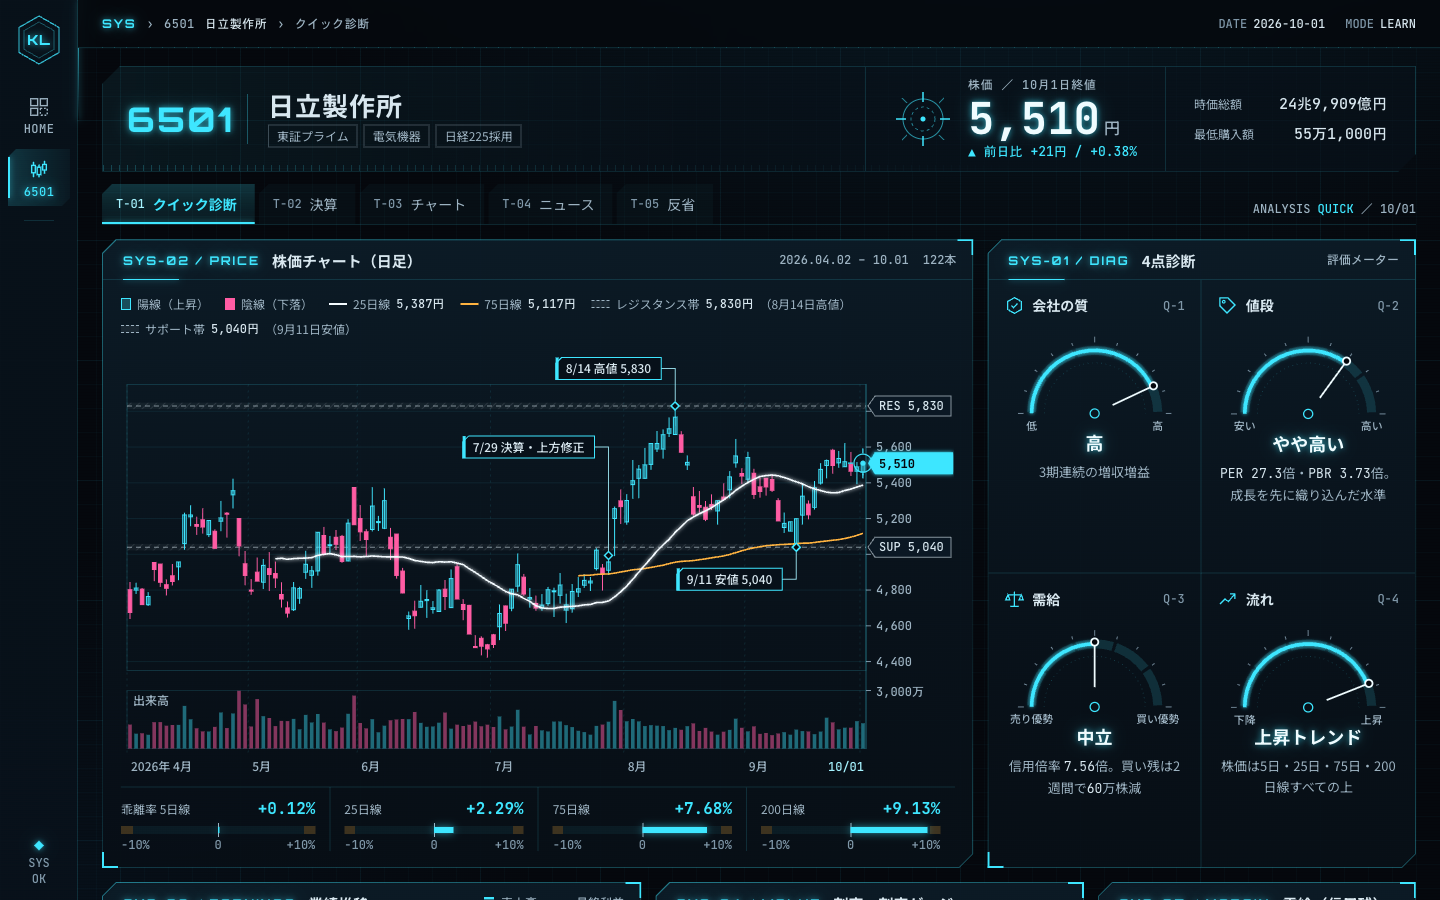 KL
HOME
6501
SYS
OK
SYS › 6501 日立製作所 › クイック診断
DATE 2026-10-01 MODE LEARN
6501
日立製作所
東証プライム 電気機器 日経225採用
株価 ／ 10月1日終値
5,510円
▲ 前日比 +21円 / +0.38%
時価総額 24兆9,909億円
最低購入額 55万1,000円
T-01 クイック診断 T-02 決算 T-03 チャート T-04 ニュース T-05 反省
ANALYSIS QUICK ／ 10/01
SYS-02 / PRICE 株価チャート（日足）
2026.04.02 – 10.01 122本
陽線（上昇） 陰線（下落） 25日線 5,387円 75日線 5,117円 レジスタンス帯 5,830円 （8月14日高値）
サポート帯 5,040円 （9月11日安値）
8/14 高値 5,830
RES 5,830
7/29 決算・上方修正
5,600
5,510
5,400
5,200
SUP 5,040
9/11 安値 5,040
4,800
4,600
4,400
出来高
3,000万
2026年 4月 5月 6月 7月 8月 9月 10/01
乖離率 5日線 +0.12%
-10% 0 +10%
25日線 +2.29%
-10% 0 +10%
75日線 +7.68%
-10% 0 +10%
200日線 +9.13%
-10% 0 +10%
SYS-01 / DIAG 4点診断
評価メーター
会社の質 Q-1
低 高
高
3期連続の増収増益
値段 Q-2
安い 高い
やや高い
PER 27.3倍・PBR 3.73倍。
成長を先に織り込んだ水準
需給 Q-3
売り優勢 買い優勢
中立
信用倍率 7.56倍。買い残は2
週間で60万株減
流れ Q-4
下降 上昇
上昇トレンド
株価は5日・25日・75日・200
日線すべての上